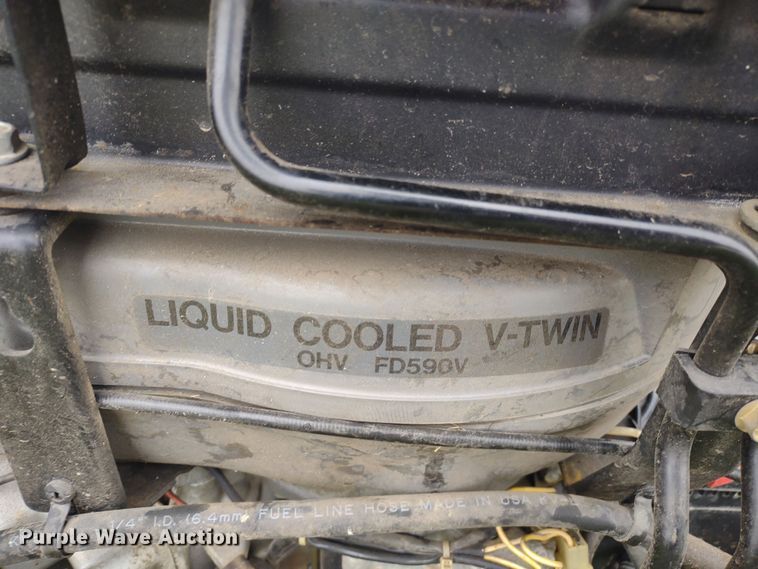 LIQUID COOLED V-TWIN
OHV FD590V
1/4" I.D. (6.4mm) FUEL LINE HOSE MADE IN USA
Purple Wave Auction